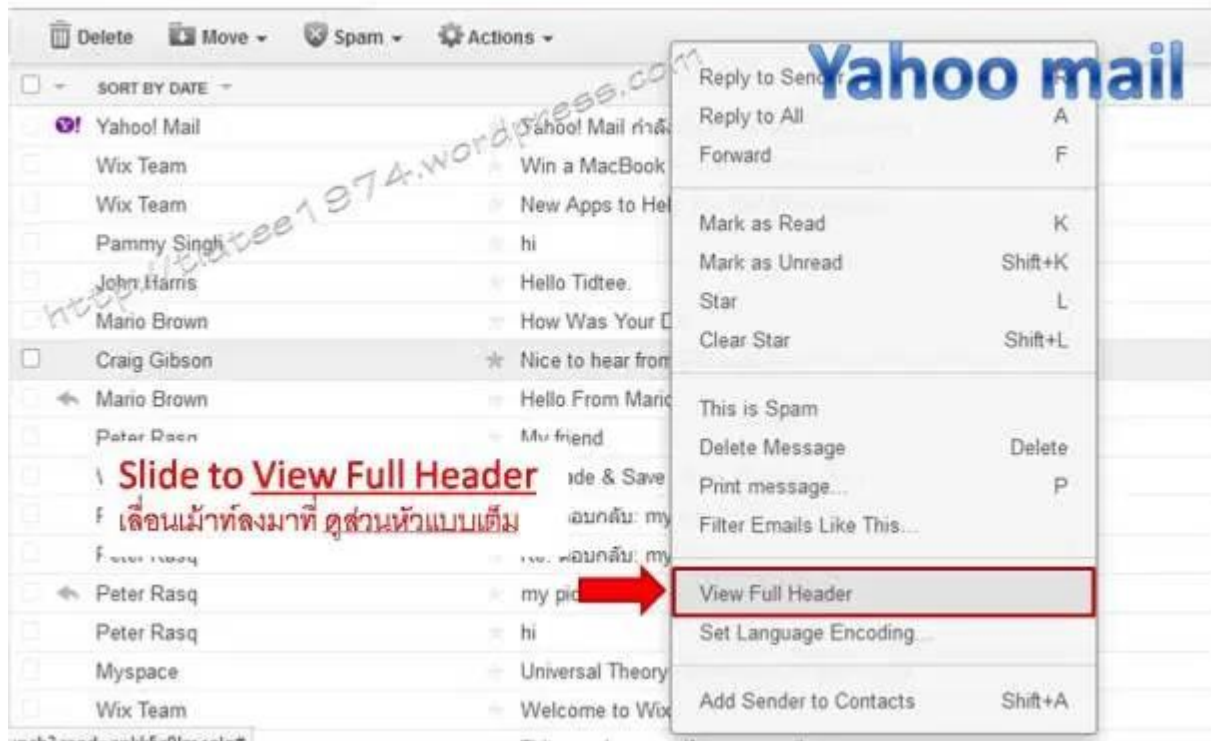 Delete Move Spam Actions
Yahoo mail
SORT BY DATE
Yahoo! Mail Yahoo! Mail
Wix Team Win a MacBook
Wix Team New Apps to Hel
Pammy Singh hi
John Harris Hello Tidtee.
Mario Brown How Was Your D
Craig Gibson Nice to hear from
Mario Brown Hello From Mario
Peter Rasq My friend
ade & Save
my
my
Peter Rasq my pic
Peter Rasq hi
Myspace Universal Theory
Wix Team Welcome to Wix
http://tidtee1974.wordpress.com
Slide to View Full Header
เลื่อนเม้าท์ลงมาที่ ดูส่วนหัวแบบเต็ม
Reply to Sender R
Reply to All A
Forward F
Mark as Read K
Mark as Unread Shift+K
Star L
Clear Star Shift+L
This is Spam
Delete Message Delete
Print message... P
Filter Emails Like This...
View Full Header
Set Language Encoding...
Add Sender to Contacts Shift+A